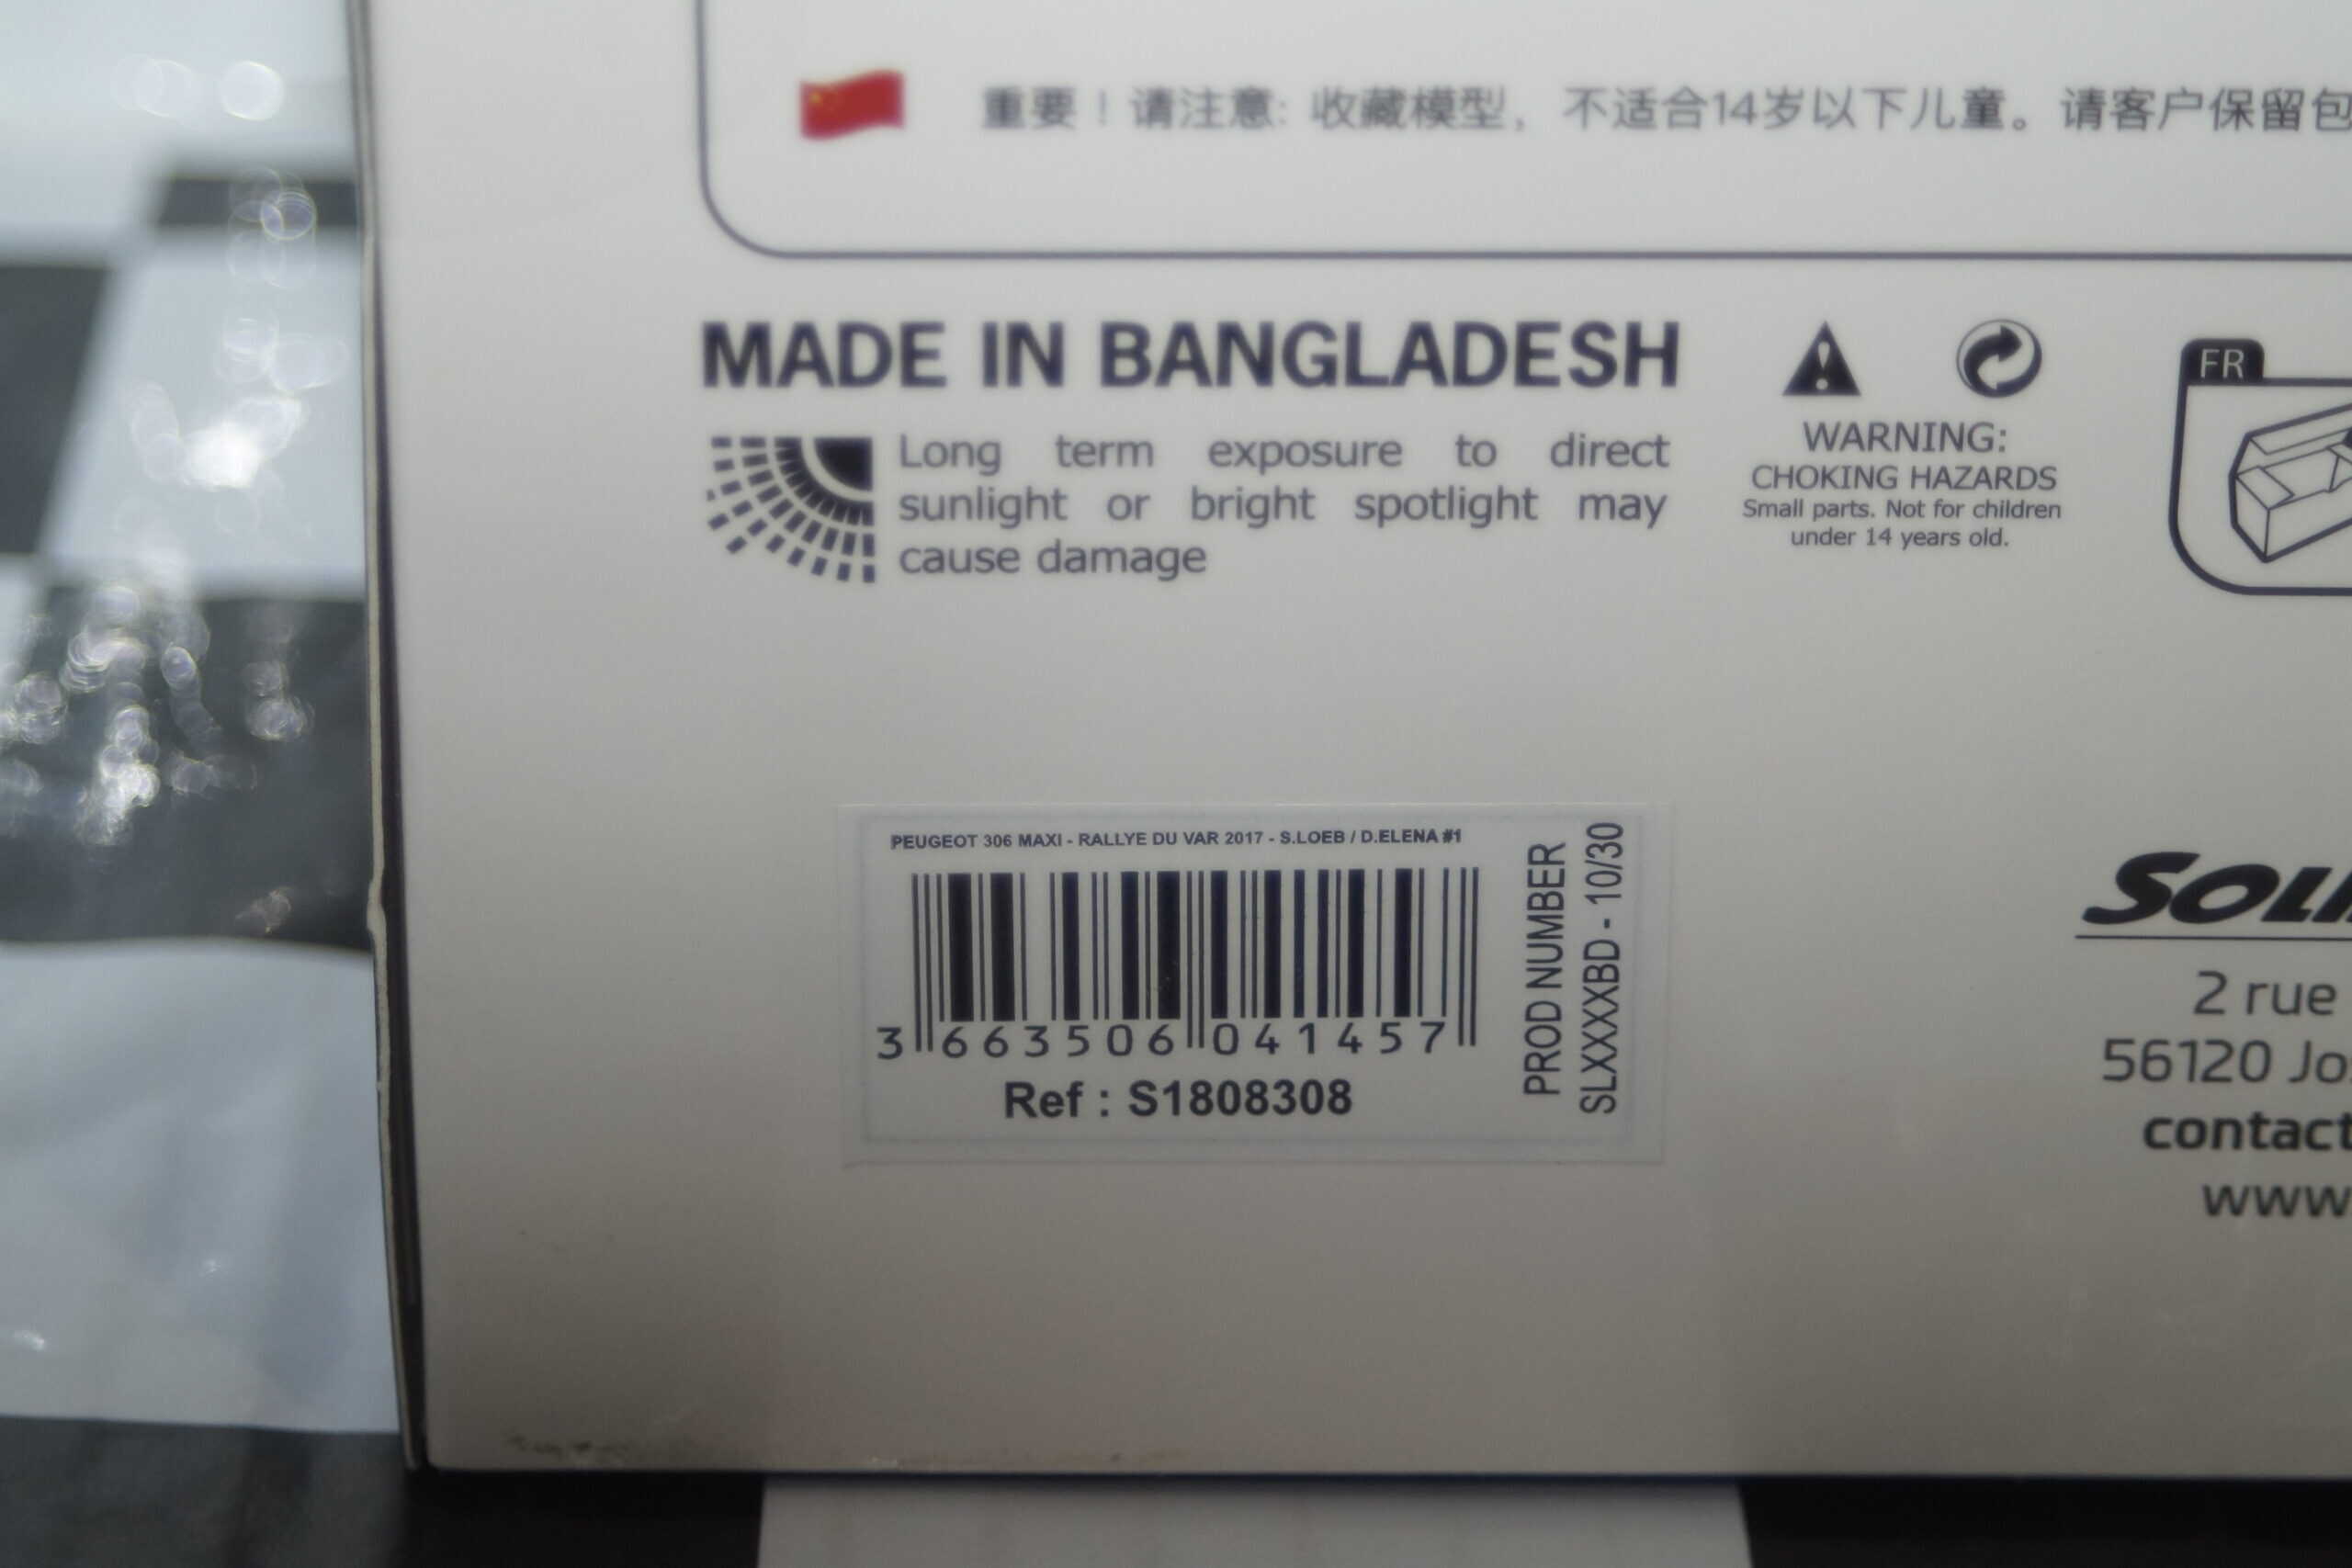 重要！请注意: 收藏模型，不适合14岁以下儿童。请客户保留包
MADE IN BANGLADESH
Long term exposure to direct
sunlight or bright spotlight may
cause damage
WARNING:
CHOKING HAZARDS
Small parts. Not for children
under 14 years old.
FR
PEUGEOT 306 MAXI - RALLYE DU VAR 2017 - S.LOEB / D.ELENA #1
3 663506 041457
Ref : S1808308
PROD NUMBER
SLXXXXBD - 10/30
2 rue
56120
contact
www